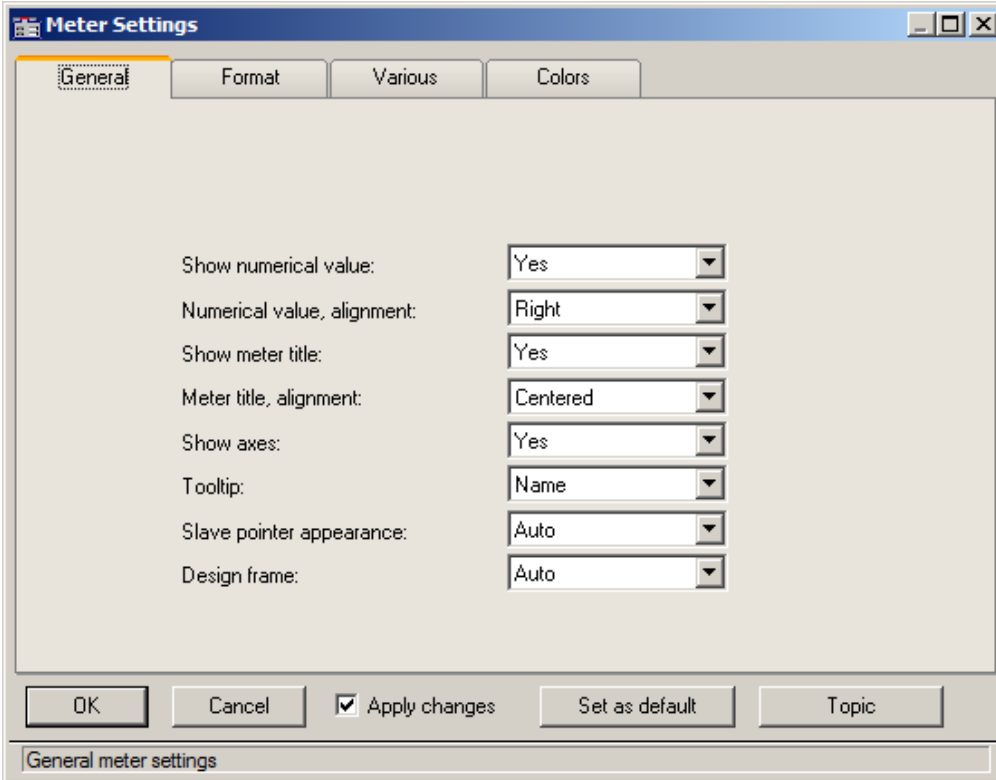 Meter Settings
General Format Various Colors
Show numerical value: Yes
Numerical value, alignment: Right
Show meter title: Yes
Meter title, alignment: Centered
Show axes: Yes
Tooltip: Name
Slave pointer appearance: Auto
Design frame: Auto
OK Cancel Apply changes Set as default Topic
General meter settings